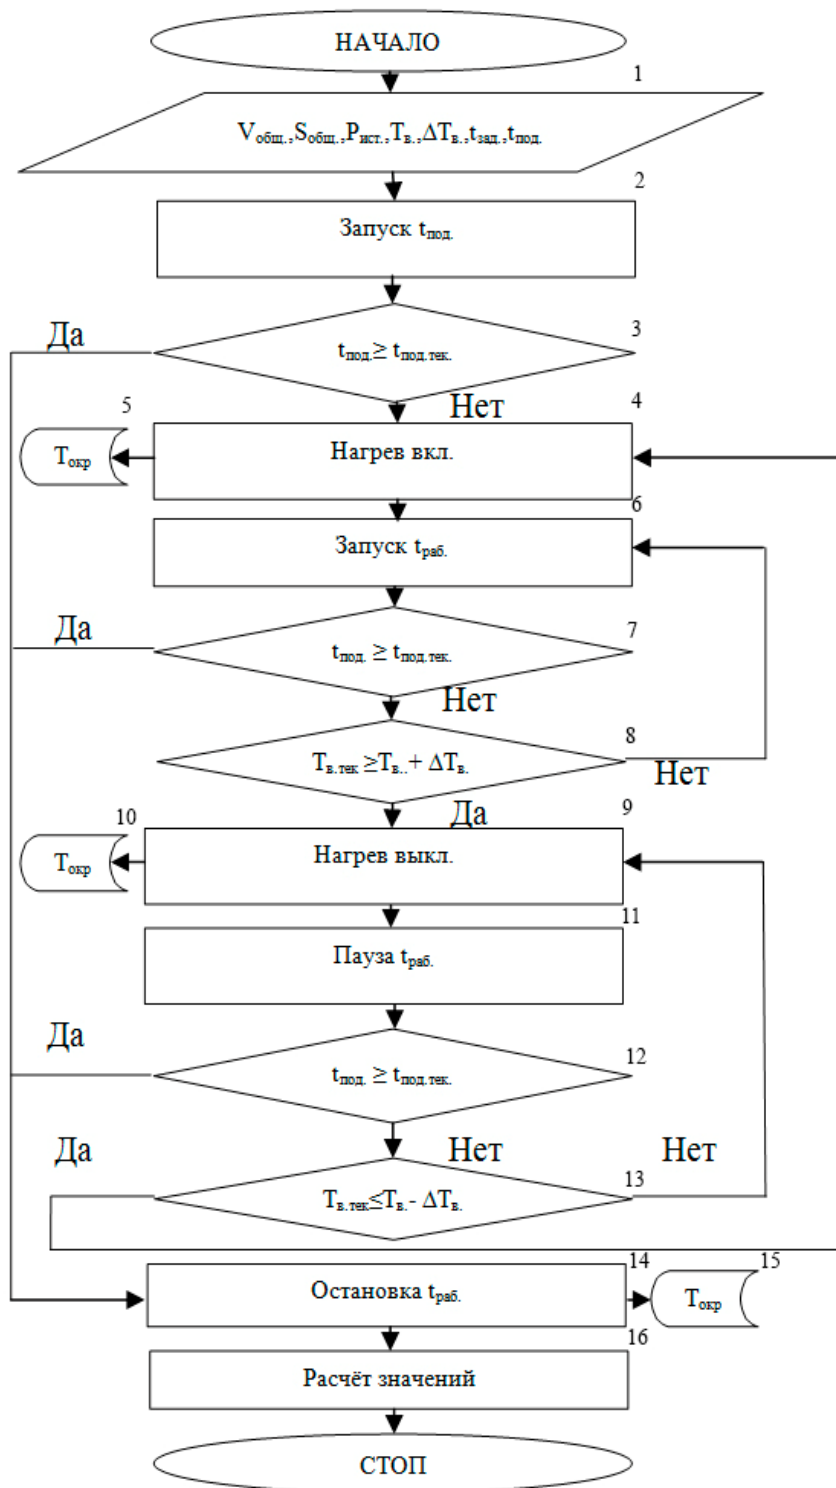 НАЧАЛО
1
Vобщ.,Sобщ.,Pист.,Tв.,ΔTв.,tзад.,tпод.
2
Запуск tпод.
Да
3
tпод.≥ tпод.тек.
Нет
4
5
Нагрев вкл.
Tокр
6
Запуск tраб.
Да
7
tпод. ≥ tпод.тек.
Нет
8
Tв.тек ≥Tв..+ ΔTв.
Нет
Да
9
10
Нагрев выкл.
Tокр
11
Пауза tраб.
Да
12
tпод. ≥ tпод.тек.
Да
Нет
Нет
13
Tв.тек≤Tв.- ΔTв.
14
15
Остановка tраб.
Tокр
16
Расчёт значений
СТОП